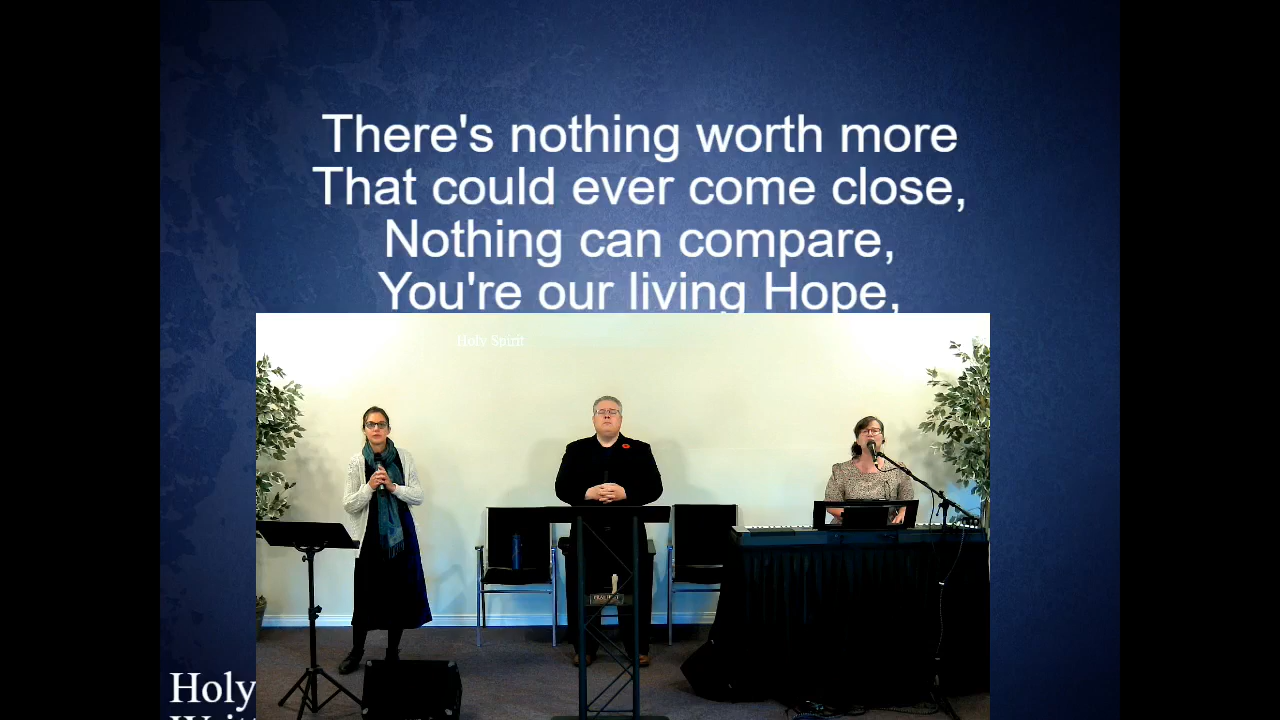 There's nothing worth more
That could ever come close,
Nothing can compare,
You're our living Hope,
Holy Spirit
Holy